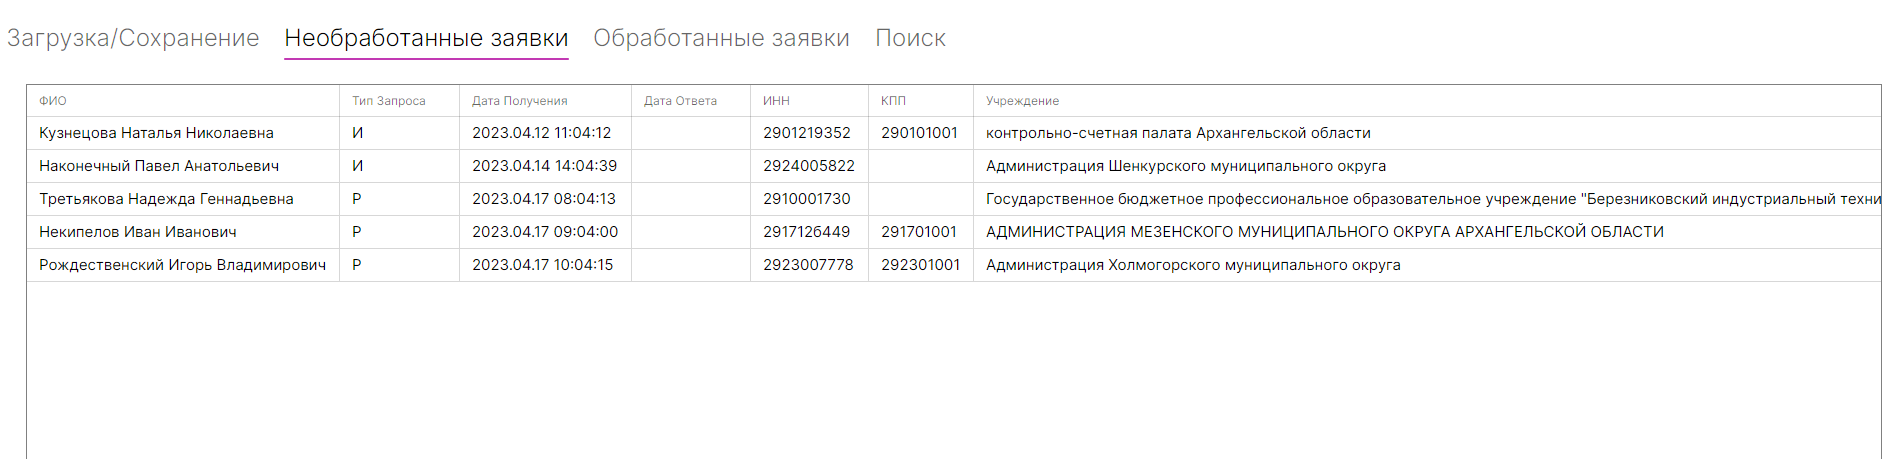 Загрузка/Сохранение Необработанные заявки Обработанные заявки Поиск
ФИО Тип Запроса Дата Получения Дата Ответа ИНН КПП Учреждение
Кузнецова Наталья Николаевна И 2023.04.12 11:04:12 2901219352 290101001 контрольно-счетная палата Архангельской области
Наконечный Павел Анатольевич И 2023.04.14 14:04:39 2924005822 Администрация Шенкурского муниципального округа
Третьякова Надежда Геннадьевна Р 2023.04.17 08:04:13 2910001730 Государственное бюджетное профессиональное образовательное учреждение "Березниковский индустриальный техни
Некипелов Иван Иванович Р 2023.04.17 09:04:00 2917126449 291701001 АДМИНИСТРАЦИЯ МЕЗЕНСКОГО МУНИЦИПАЛЬНОГО ОКРУГА АРХАНГЕЛЬСКОЙ ОБЛАСТИ
Рождественский Игорь Владимирович Р 2023.04.17 10:04:15 2923007778 292301001 Администрация Холмогорского муниципального округа